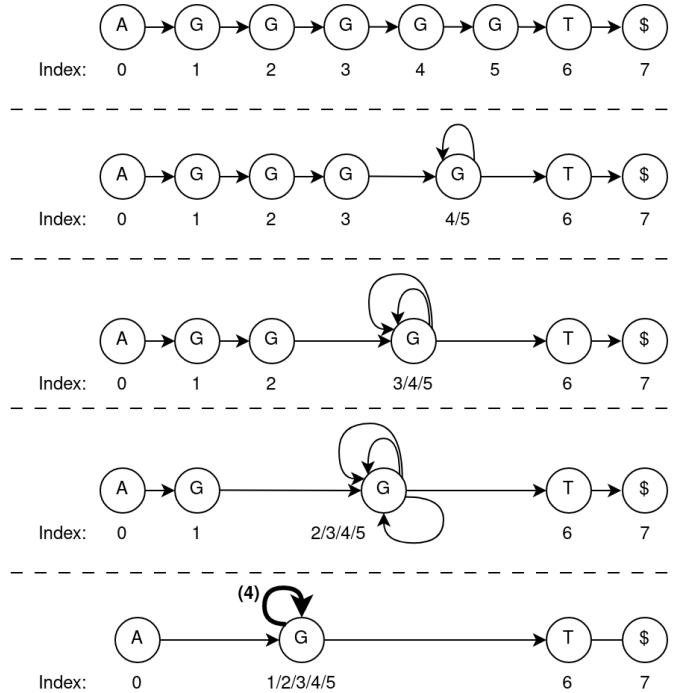 A G G G G G T $
Index: 0 1 2 3 4 5 6 7
A G G G G T $
Index: 0 1 2 3 4/5 6 7
A G G G T $
Index: 0 1 2 3/4/5 6 7
A G G T $
Index: 0 1 2/3/4/5 6 7
(4)
A G T $
Index: 0 1/2/3/4/5 6 7